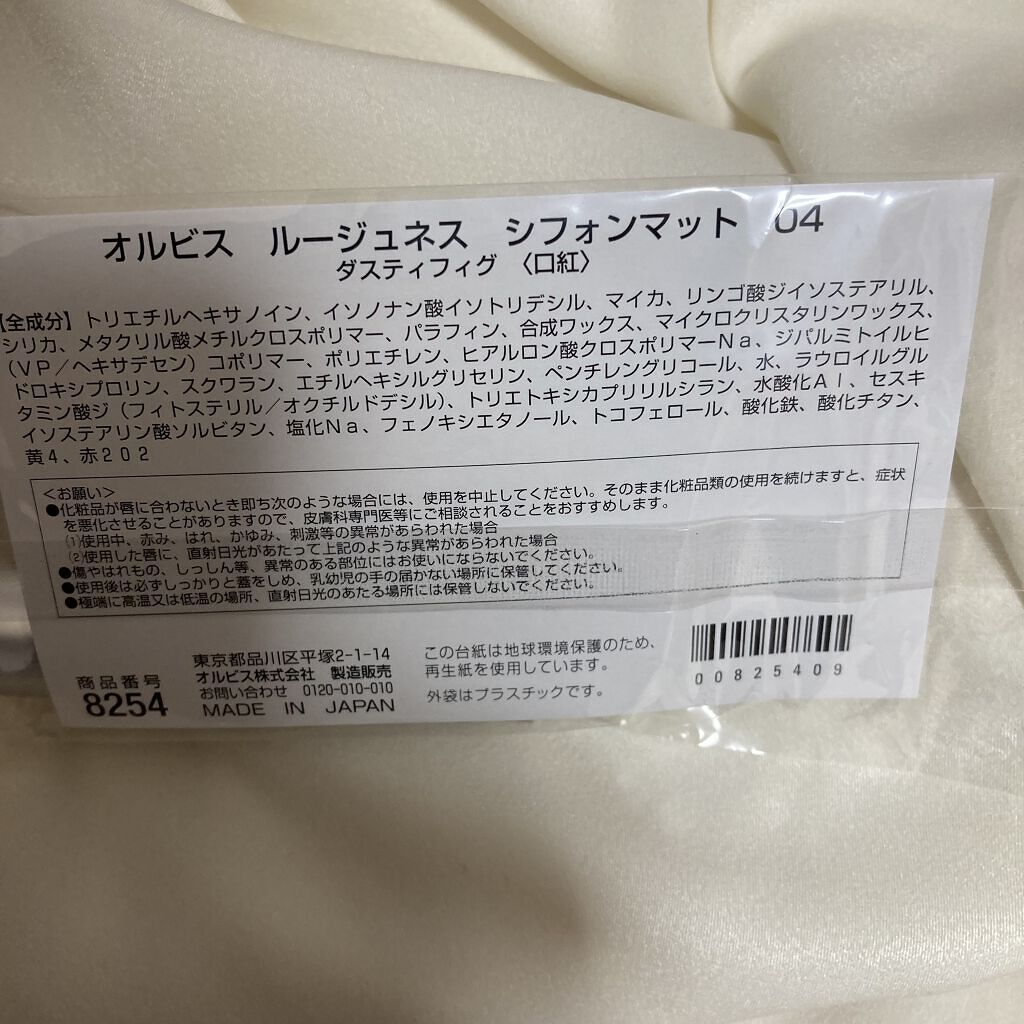 オルビス　ルージュネス　シフォンマット　04
ダスティフィグ 〈口紅〉
【全成分】トリエチルヘキサノイン、イソノナン酸イソトリデシル、マイカ、リンゴ酸ジイソステアリル、
シリカ、メタクリル酸メチルクロスポリマー、パラフィン、合成ワックス、マイクロクリスタリンワックス、
（ＶＰ／ヘキサデセン）コポリマー、ポリエチレン、ヒアルロン酸クロスポリマーＮａ、ジパルミトイルヒ
ドロキシプロリン、スクワラン、エチルヘキシルグリセリン、ペンチレングリコール、水、ラウロイルグル
タミン酸ジ（フィトステリル／オクチルドデシル）、トリエトキシカプリリルシラン、水酸化Ａｌ、セスキ
イソステアリン酸ソルビタン、塩化Ｎａ、フェノキシエタノール、トコフェロール、酸化鉄、酸化チタン、
黄４、赤２０２
＜お願い＞
●化粧品が唇に合わないとき即ち次のような場合には、使用を中止してください。そのまま化粧品類の使用を続けますと、症状
を悪化させることがありますので、皮膚科専門医等にご相談されることをおすすめします。
⑴使用中、赤み、はれ、かゆみ、刺激等の異常があらわれた場合
⑵使用した唇に、直射日光があたって上記のような異常があらわれた場合
●傷やはれもの、しっしん等、異常のある部位にはお使いにならないでください。
●使用後は必ずしっかりと蓋をしめ、乳幼児の手の届かない場所に保管してください。
●極端に高温又は低温の場所、直射日光のあたる場所には保管しないでください。
商品番号
8254
東京都品川区平塚2-1-14
オルビス株式会社　製造販売
お問い合わせ　0120-010-010
MADE IN JAPAN
この台紙は地球環境保護のため、
再生紙を使用しています。
外袋はプラスチックです。
00825409